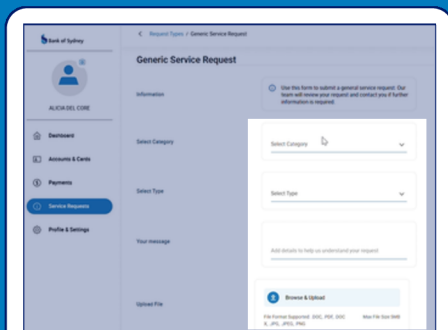 Bank of Sydney
Request Types / Generic Service Request
Generic Service Request
ALICIA DEL CORE
Information
Use this form to submit a general service request. Our
team will review your request and contact you if further
information is required.
Dashboard
Accounts & Cards
Payments
Service Requests
Profile & Settings
Select Category
Select Category
Select Type
Select Type
Your message
Add details to help us understand your request
Upload File
Browse & Upload
File Format Supported .DOC, .PDF, .DOC
X, .JPG, .JPEG, .PNG
Max File Size 5MB